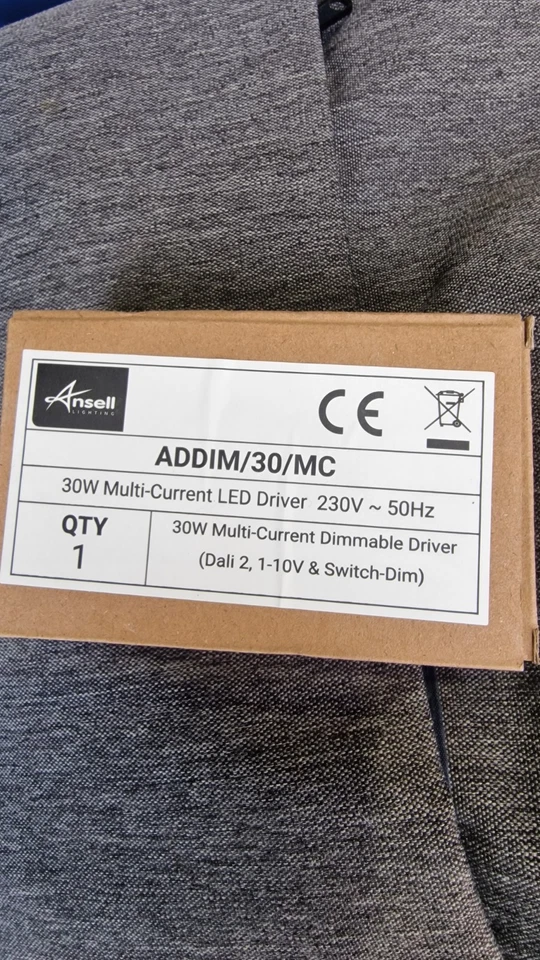 Ansell
LIGHTING
CE
ADDIM/30/MC
30W Multi-Current LED Driver 230V ~ 50Hz
QTY
1
30W Multi-Current Dimmable Driver
(Dali 2, 1-10V & Switch-Dim)